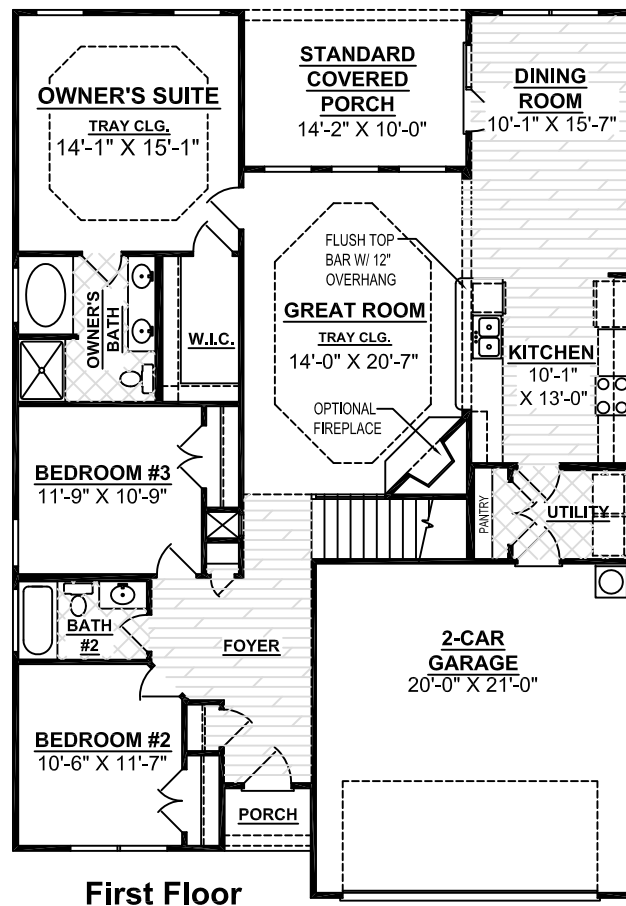 OWNER'S SUITE
TRAY CLG.
14'-1" X 15'-1"
STANDARD
COVERED
PORCH
14'-2" X 10'-0"
DINING
ROOM
10'-1" X 15'-7"
FLUSH TOP
BAR W/ 12"
OVERHANG
OWNER'S
BATH
W.I.C.
GREAT ROOM
TRAY CLG.
14'-0" X 20'-7"
KITCHEN
10'-1"
X 13'-0"
OPTIONAL
FIREPLACE
BEDROOM #3
11'-9" X 10'-9"
PANTRY
UTILITY
BATH
#2
FOYER
2-CAR
GARAGE
20'-0" X 21'-0"
BEDROOM #2
10'-6" X 11'-7"
PORCH
First Floor